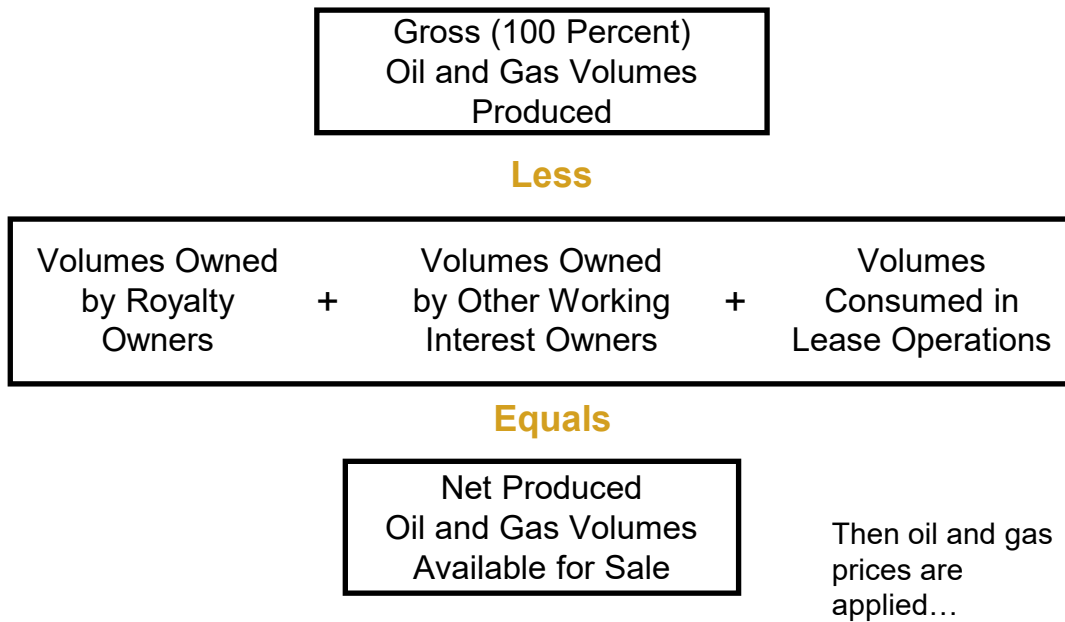 Gross (100 Percent)
Oil and Gas Volumes
Produced
Less
Volumes Owned
by Royalty
Owners
+
Volumes Owned
by Other Working
Interest Owners
+
Volumes
Consumed in
Lease Operations
Equals
Net Produced
Oil and Gas Volumes
Available for Sale
Then oil and gas
prices are
applied…